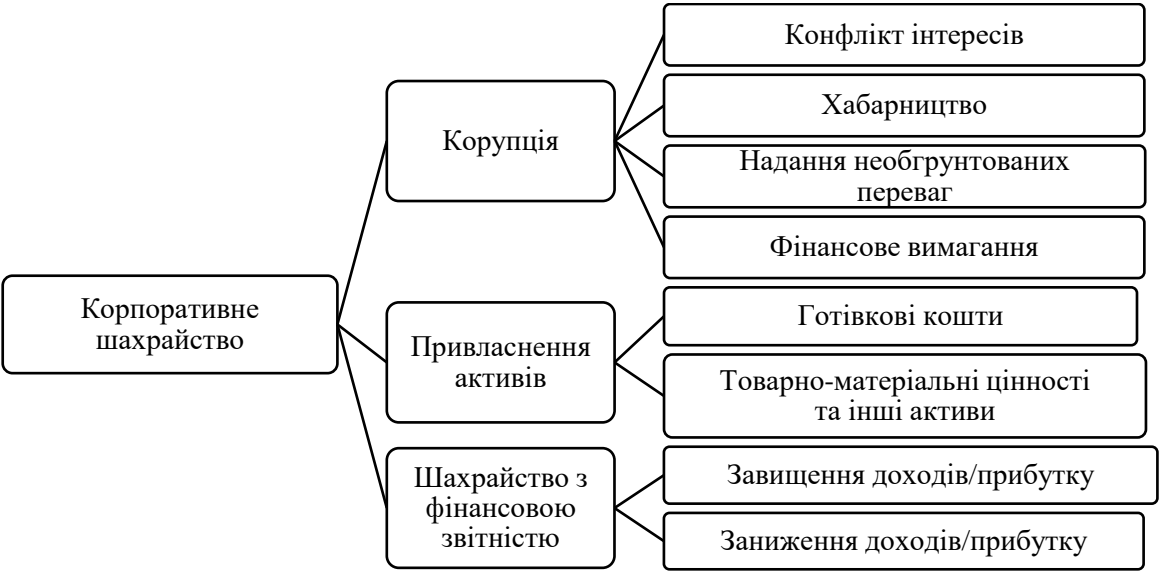 Корпоративне
шахрайство
Корупція
Конфлікт інтересів
Хабарництво
Надання необгрунтованих
переваг
Фінансове вимагання
Привласнення
активів
Готівкові кошти
Товарно-матеріальні цінності
та інші активи
Шахрайство з
фінансовою
звітністю
Завищення доходів/прибутку
Заниження доходів/прибутку